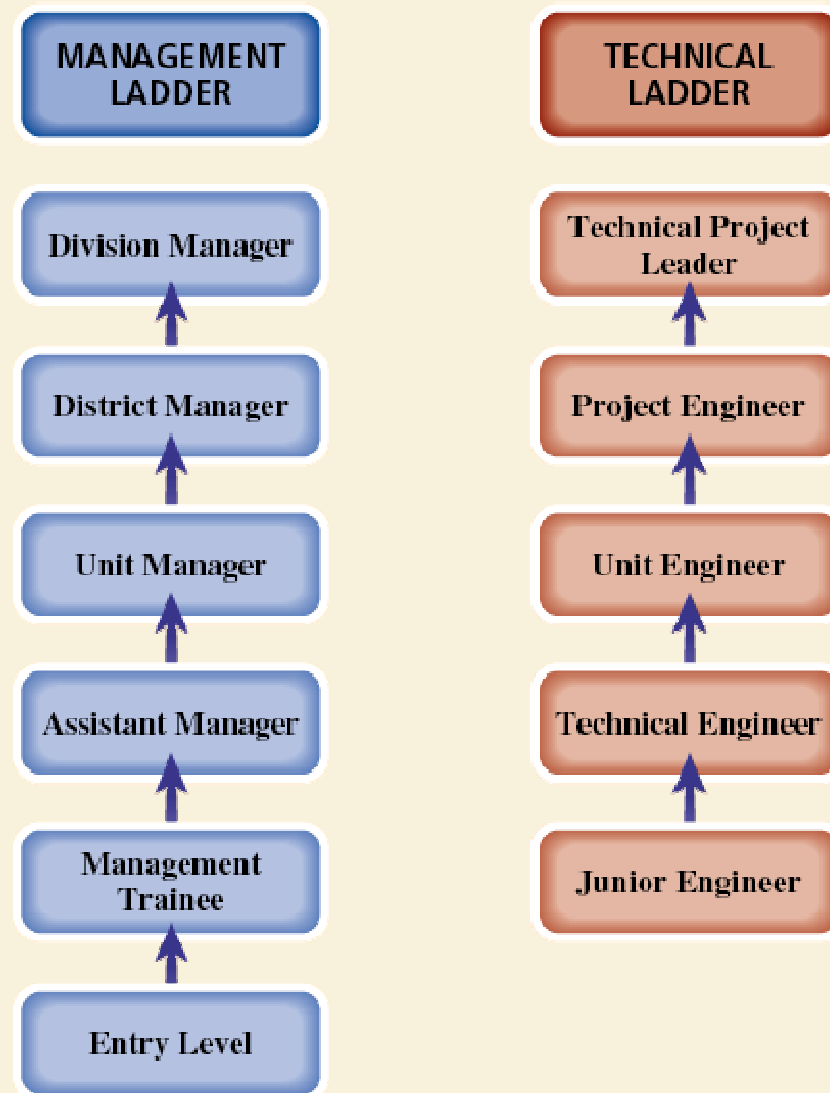 MANAGEMENT
LADDER
Division Manager
District Manager
Unit Manager
Assistant Manager
Management
Trainee
Entry Level
TECHNICAL
LADDER
Technical Project
Leader
Project Engineer
Unit Engineer
Technical Engineer
Junior Engineer